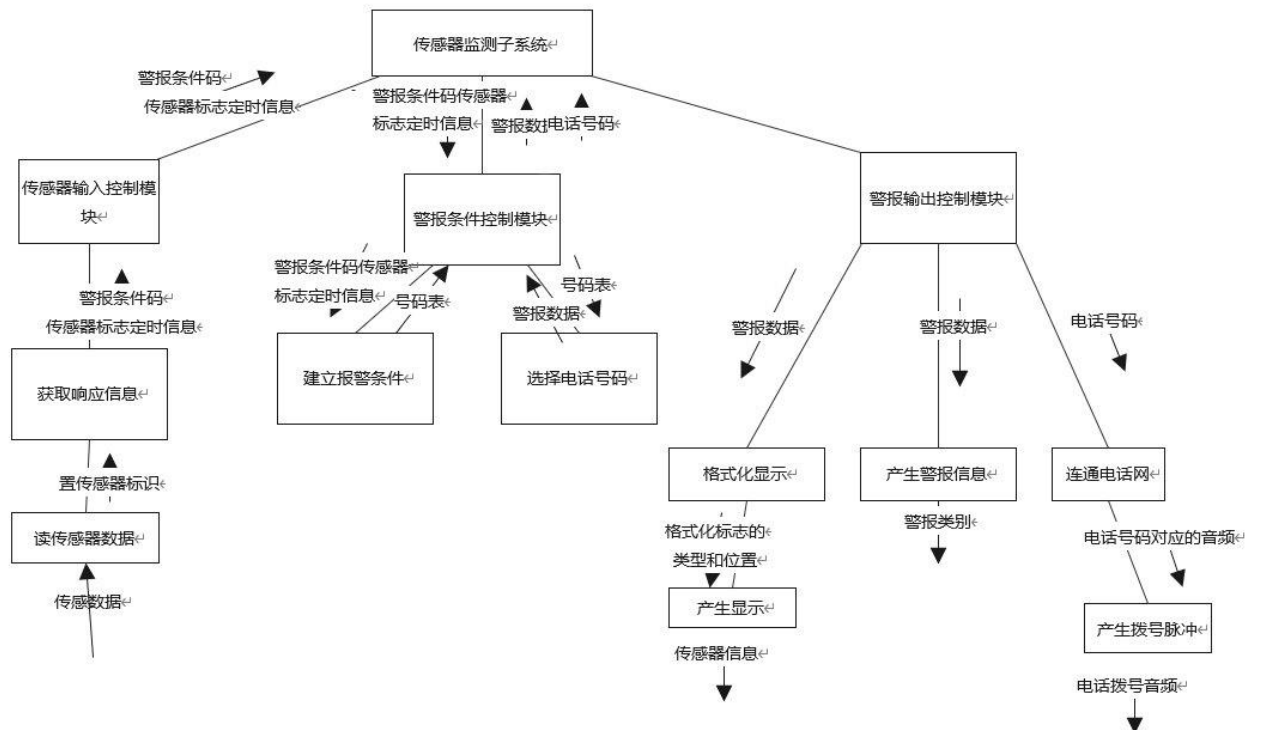 传感器监测子系统
警报条件码
传感器标志定时信息
警报条件码传感器
标志定时信息
警报数
电话号码
传感器输入控制模
块
警报条件控制模块
警报输出控制模块
警报条件码
传感器标志定时信息
警报条件码传感器
标志定时信息
号码表
警报数据
号码表
警报数据
警报数据
电话号码
获取响应信息
建立报警条件
选择电话号码
置传感器标识
格式化显示
产生警报信息
连通电话网
读传感器数据
格式化标志的
类型和位置
警报类别
电话号码对应的音频
传感数据
产生显示
产生拨号脉冲
传感器信息
电话拨号音频